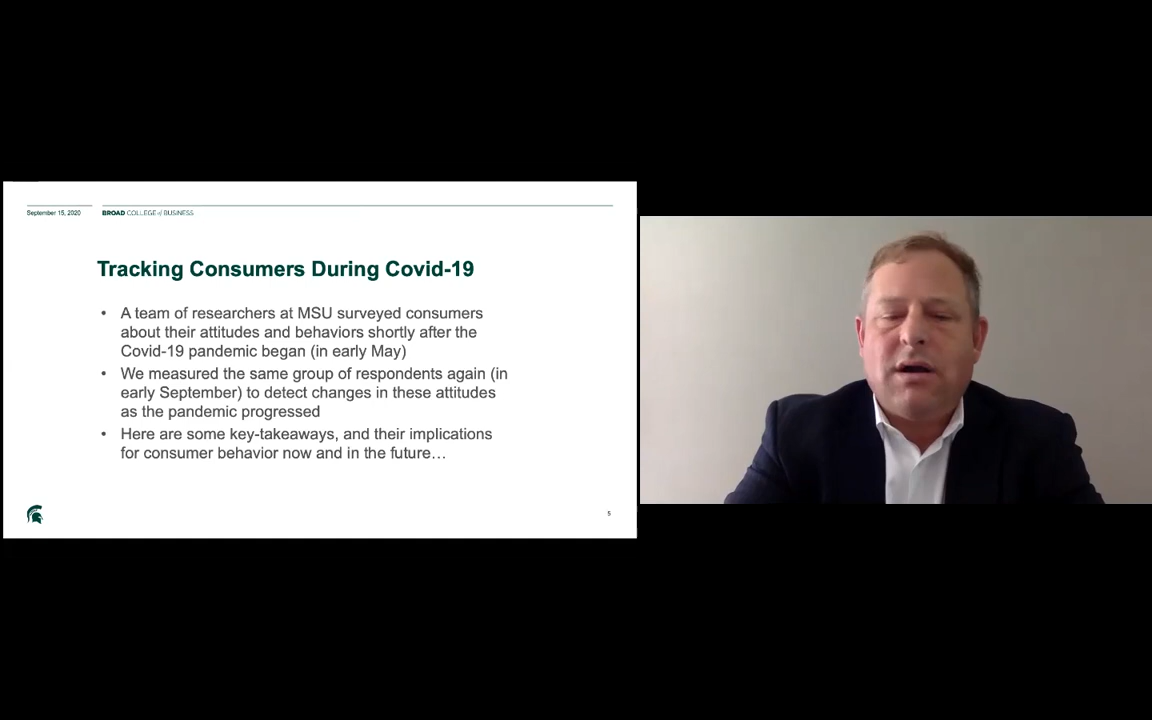 September 15, 2020
BROAD COLLEGE of BUSINESS
Tracking Consumers During Covid-19
• A team of researchers at MSU surveyed consumers
about their attitudes and behaviors shortly after the
Covid-19 pandemic began (in early May)
• We measured the same group of respondents again (in
early September) to detect changes in these attitudes
as the pandemic progressed
• Here are some key-takeaways, and their implications
for consumer behavior now and in the future…
5